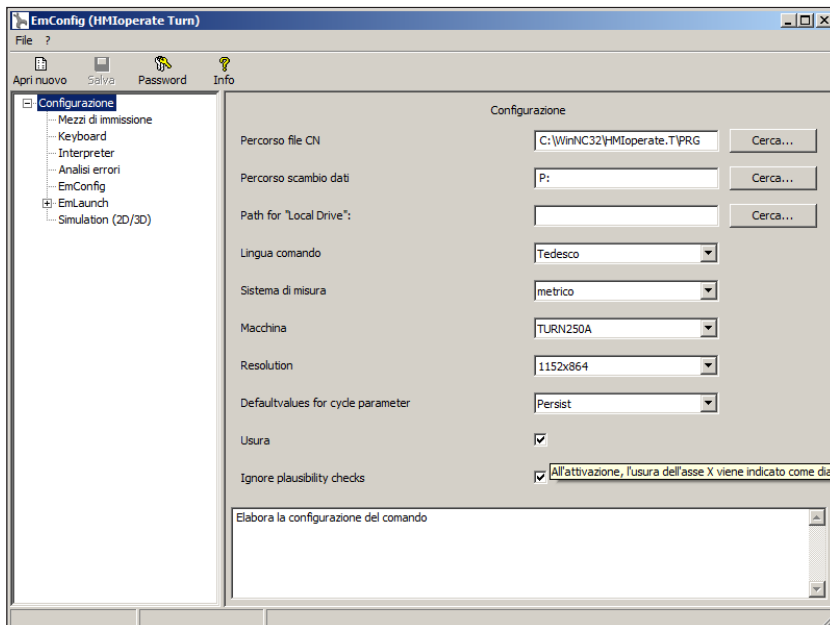 EmConfig (HMIoperate Turn)
File ?
Apri nuovo Salva Password Info
Configurazione
Mezzi di immissione
Keyboard
Interpreter
Analisi errori
EmConfig
EmLaunch
Simulation (2D/3D)
Configurazione
Percorso file CN C:\WinNC32\HMIoperate.T\PRG Cerca...
Percorso scambio dati P: Cerca...
Path for "Local Drive": Cerca...
Lingua comando Tedesco
Sistema di misura metrico
Macchina TURN250A
Resolution 1152x864
Defaultvalues for cycle parameter Persist
Usura
Ignore plausibility checks All'attivazione, l'usura dell'asse X viene indicato come dia
Elabora la configurazione del comando